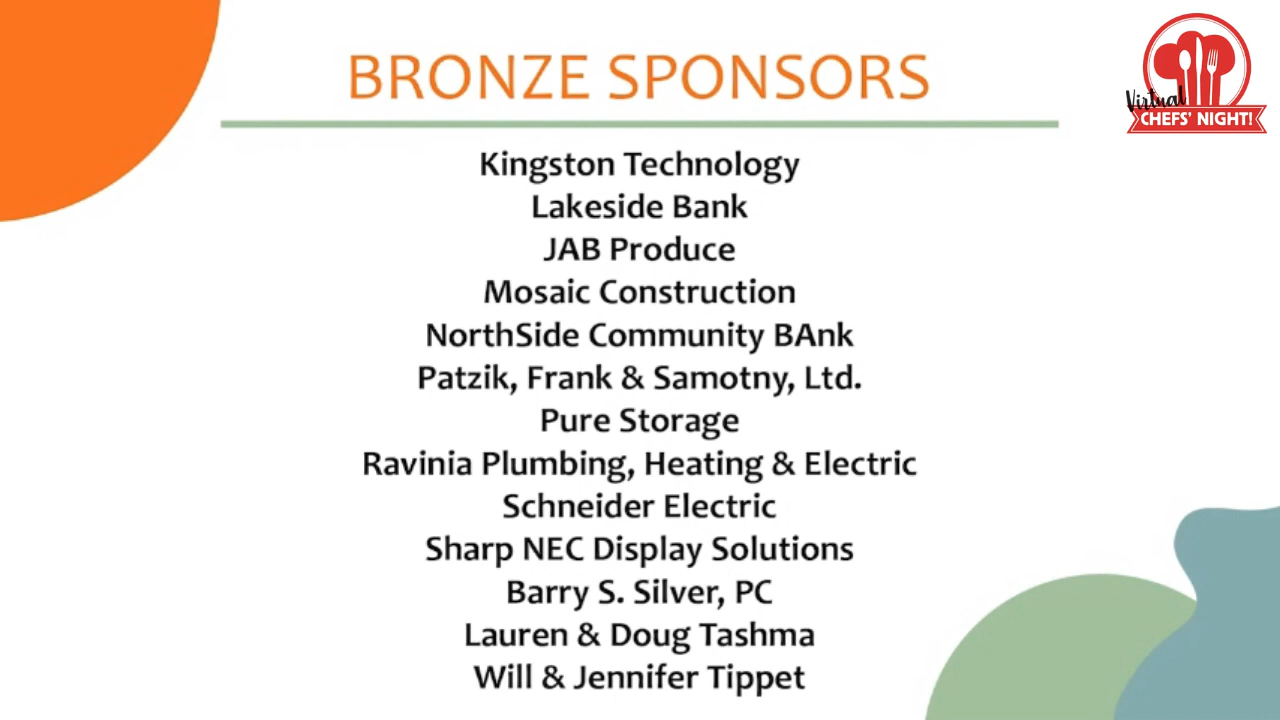 BRONZE SPONSORS
Virtual
CHEFS' NIGHT!
Kingston Technology
Lakeside Bank
JAB Produce
Mosaic Construction
NorthSide Community BAnk
Patzik, Frank & Samotny, Ltd.
Pure Storage
Ravinia Plumbing, Heating & Electric
Schneider Electric
Sharp NEC Display Solutions
Barry S. Silver, PC
Lauren & Doug Tashma
Will & Jennifer Tippet